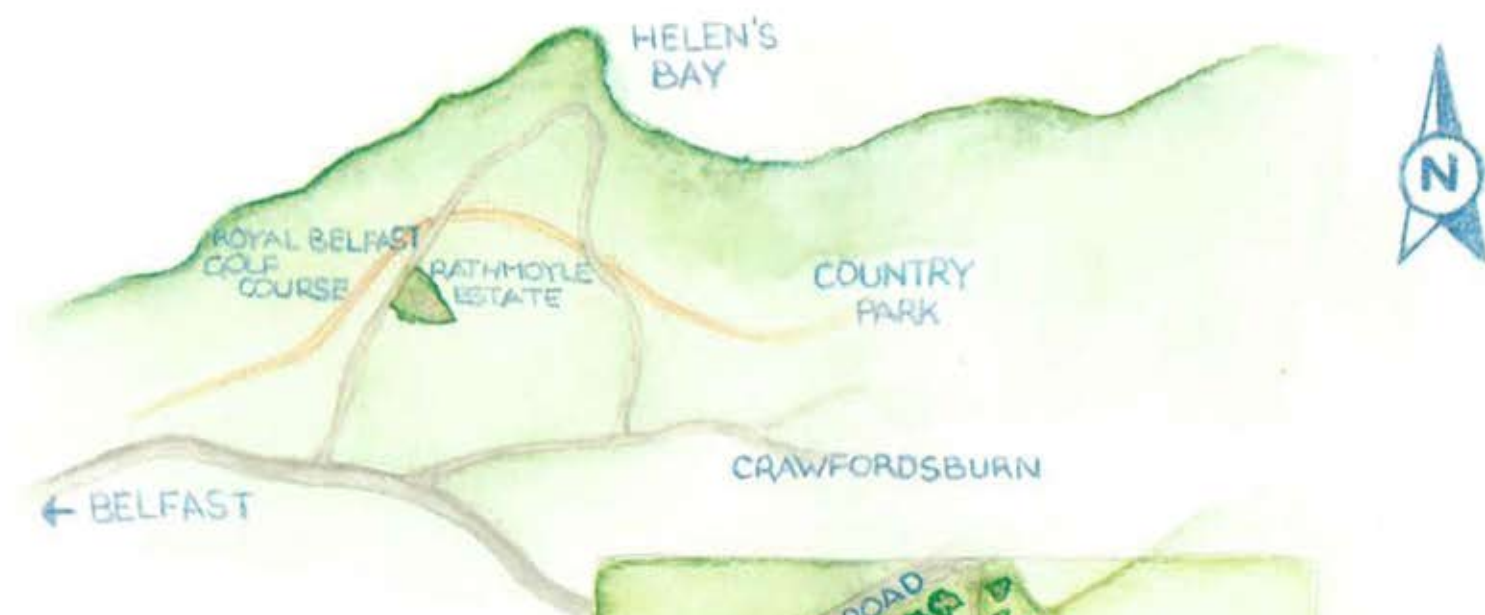 HELEN'S
BAY
N
ROYAL BELFAST
GOLF
COURSE
RATHMOYLE
ESTATE
COUNTRY
PARK
CRAWFORDSBURN
← BELFAST
ROAD